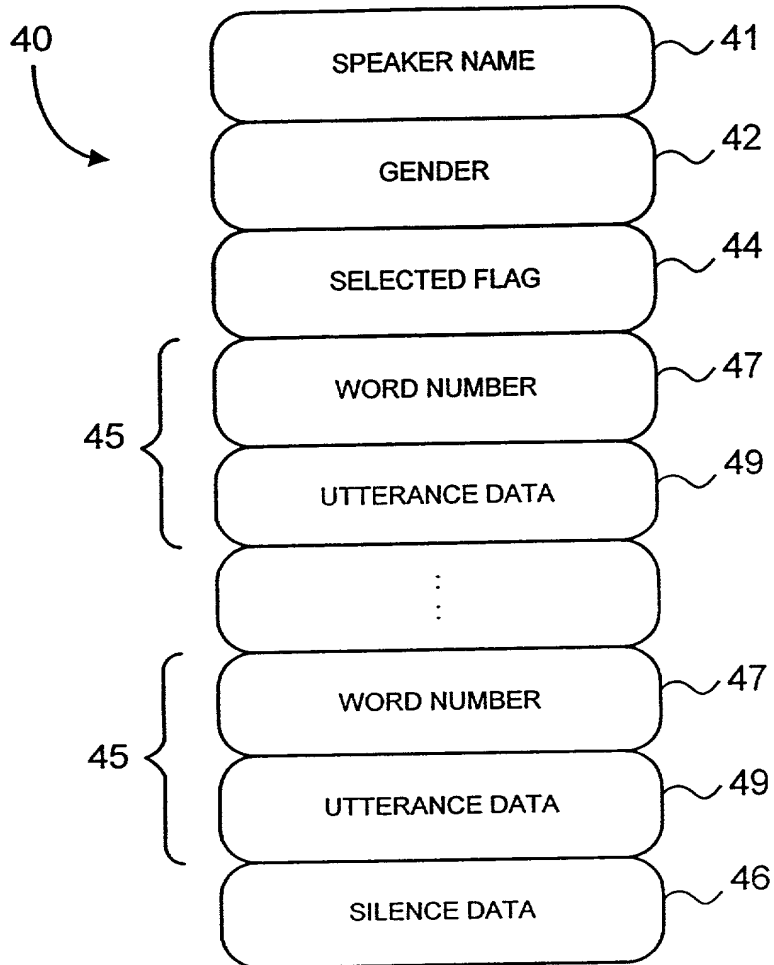 40
SPEAKER NAME 41
GENDER 42
SELECTED FLAG 44
45
WORD NUMBER 47
UTTERANCE DATA 49
....
45
WORD NUMBER 47
UTTERANCE DATA 49
SILENCE DATA 46